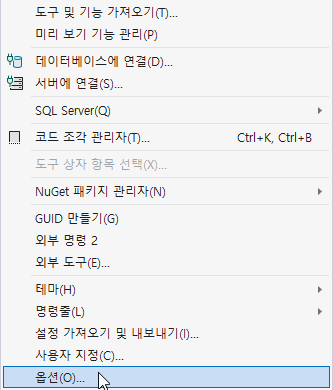 도구 및 기능 가져오기(T)...
미리 보기 기능 관리(P)
데이터베이스에 연결(D)...
서버에 연결(S)...
SQL Server(Q)
코드 조각 관리자(T)... Ctrl+K, Ctrl+B
도구 상자 항목 선택(X)...
NuGet 패키지 관리자(N)
GUID 만들기(G)
외부 명령 2
외부 도구(E)...
테마(H)
명령줄(L)
설정 가져오기 및 내보내기(I)...
사용자 지정(C)...
옵션(O)...